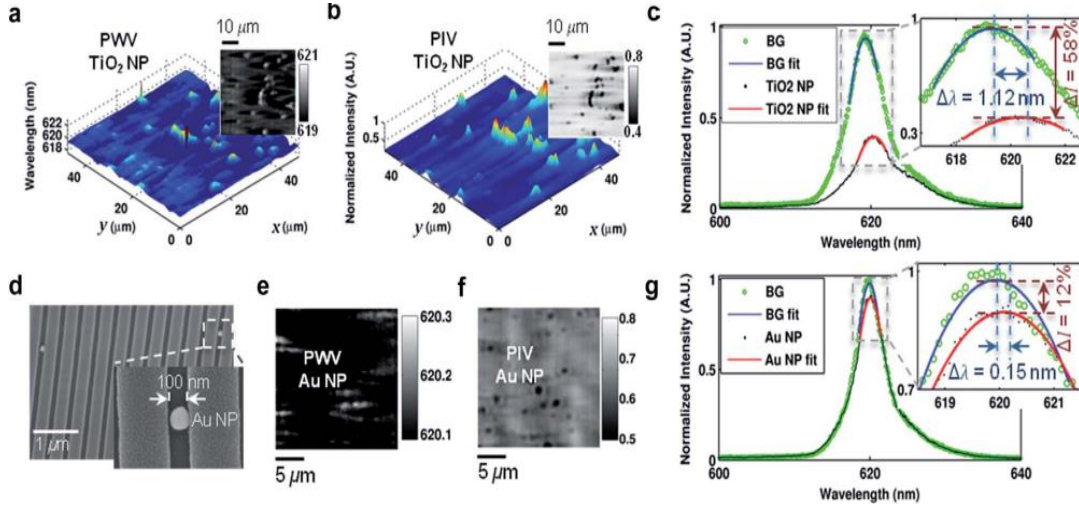 a
10 μm
PWV
TiO₂ NP
621
619
Wavelength (nm)
622
620
618
40
20
0
y (μm)
0
20
40
x (μm)
b
10 μm
PIV
TiO₂ NP
0.8
0.4
Normalized Intensity (A.U.)
1
0.5
40
20
0
y (μm)
0
20
40
x (μm)
c
Normalized Intensity (A.U.)
1
0.5
0
BG
BG fit
TiO2 NP
TiO2 NP fit
600
620
640
Wavelength (nm)
1
0.3
618
620
622
Δλ = 1.12 nm
ΔI = 58%
d
100 nm
Au NP
1 μm
e
PWV
Au NP
620.3
620.2
620.1
5 μm
f
PIV
Au NP
0.8
0.7
0.6
0.5
5 μm
g
Normalized Intensity (A.U.)
1
0.5
0
BG
BG fit
Au NP
Au NP fit
600
620
640
Wavelength (nm)
1
0.7
619
620
621
Δλ = 0.15 nm
ΔI = 12%